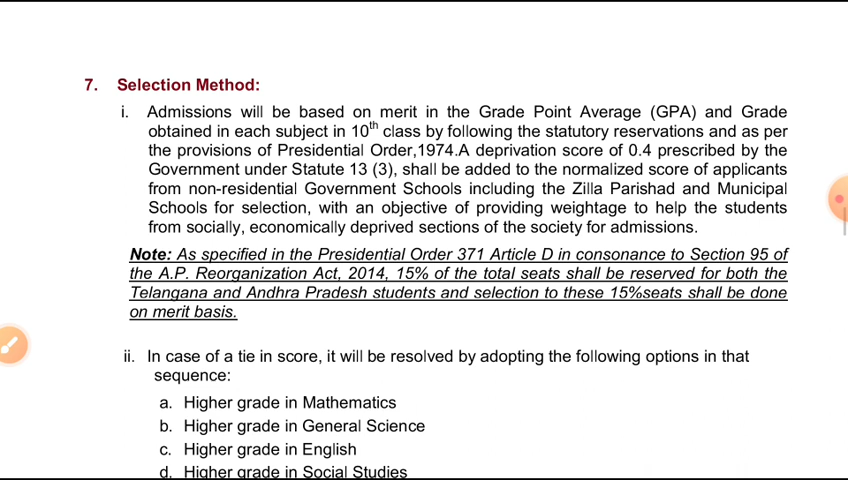 7. Selection Method:
i. Admissions will be based on merit in the Grade Point Average (GPA) and Grade
obtained in each subject in 10th class by following the statutory reservations and as per
the provisions of Presidential Order,1974.A deprivation score of 0.4 prescribed by the
Government under Statute 13 (3), shall be added to the normalized score of applicants
from non-residential Government Schools including the Zilla Parishad and Municipal
Schools for selection, with an objective of providing weightage to help the students
from socially, economically deprived sections of the society for admissions.
Note: As specified in the Presidential Order 371 Article D in consonance to Section 95 of
the A.P. Reorganization Act, 2014, 15% of the total seats shall be reserved for both the
Telangana and Andhra Pradesh students and selection to these 15%seats shall be done
on merit basis.
ii. In case of a tie in score, it will be resolved by adopting the following options in that
sequence:
a. Higher grade in Mathematics
b. Higher grade in General Science
c. Higher grade in English
d. Higher grade in Social Studies